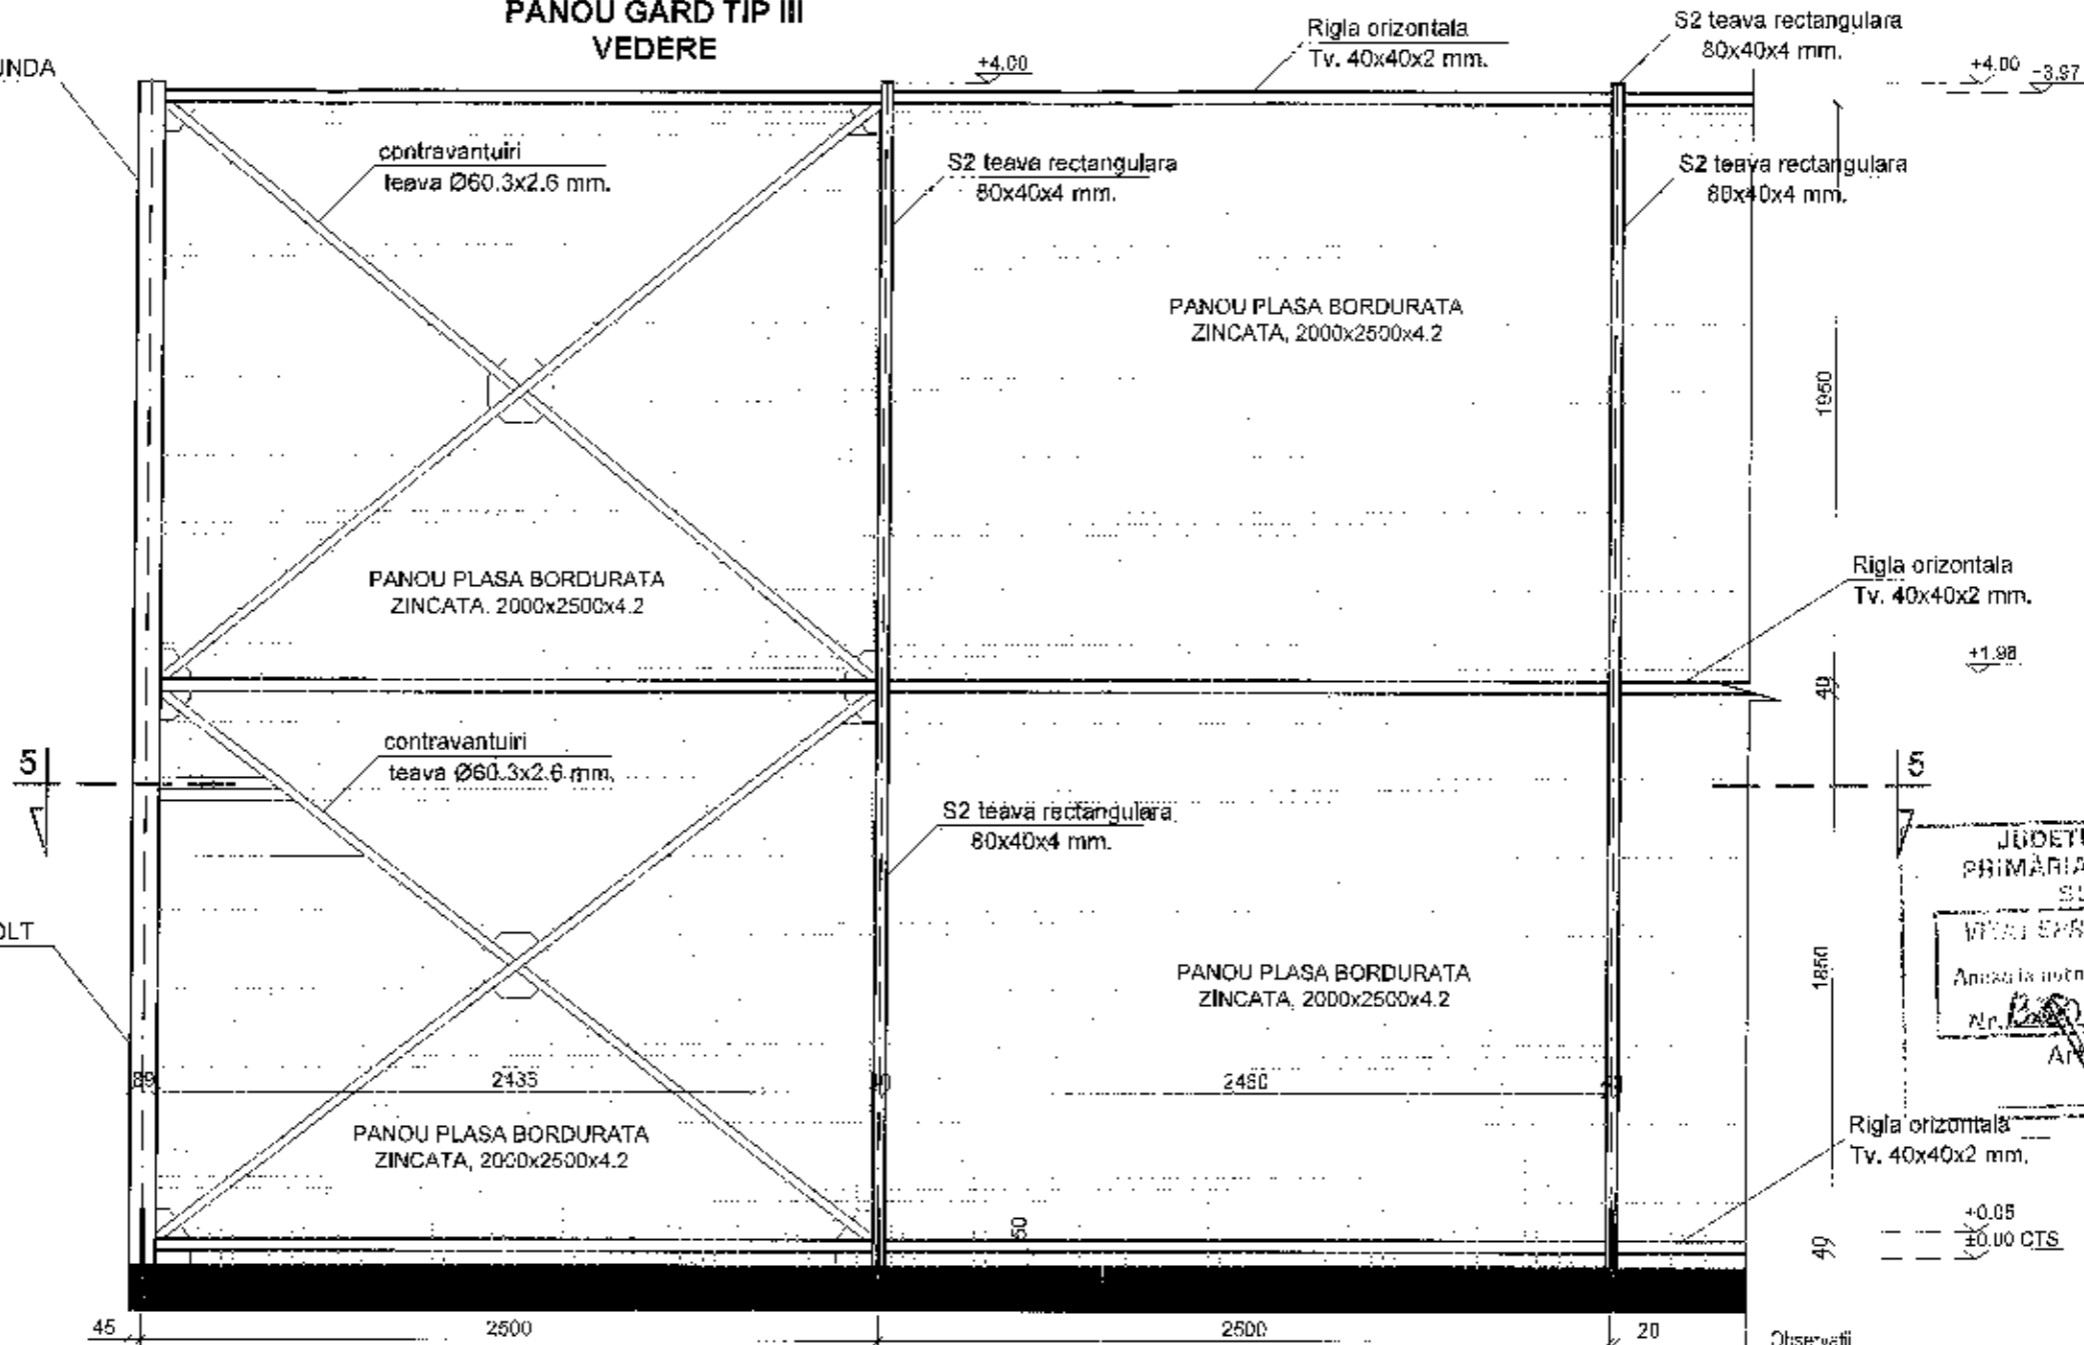 PANOU GARD TIP III
VEDERE
UNDA
+4.00
Rigla orizontala
Tv. 40x40x2 mm.
S2 teava rectangulara
80x40x4 mm.
+4.00
contravantuiri
teava Ø60.3x2.6 mm.
S2 teava rectangulara
80x40x4 mm.
S2 teava rectangulara
80x40x4 mm.
PANOU PLASA BORDURATA
ZINCATA, 2000x2500x4.2
1950
PANOU PLASA BORDURATA
ZINCATA. 2000x2500x4.2
Rigla orizontala
Tv. 40x40x2 mm.
+1.98
40
contravantuiri
teava Ø60.3x2.6 mm.
5
5
S2 teava rectangulara
80x40x4 mm.
JUDET
PRIMĂRIA
OLT
PANOU PLASA BORDURATA
ZINCATA, 2000x2500x4.2
Nr.
89
2435
2460
PANOU PLASA BORDURATA
ZINCATA, 2000x2500x4.2
Rigla orizontala
Tv. 40x40x2 mm.
50
+0.05
±0.00 CTS
40
45
2500
2500
20
Observatii